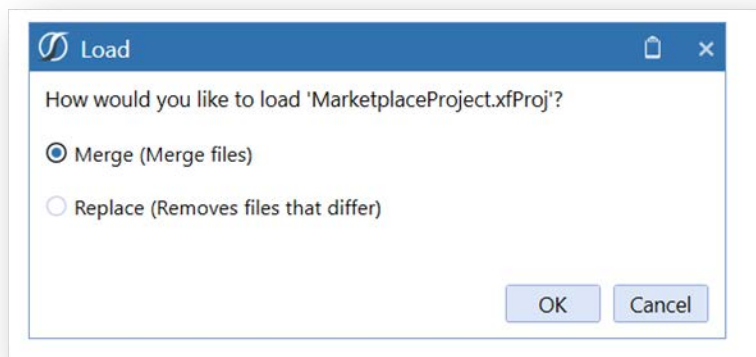 Load
How would you like to load 'MarketplaceProject.xfProj'?
Merge (Merge files)
Replace (Removes files that differ)
OK Cancel